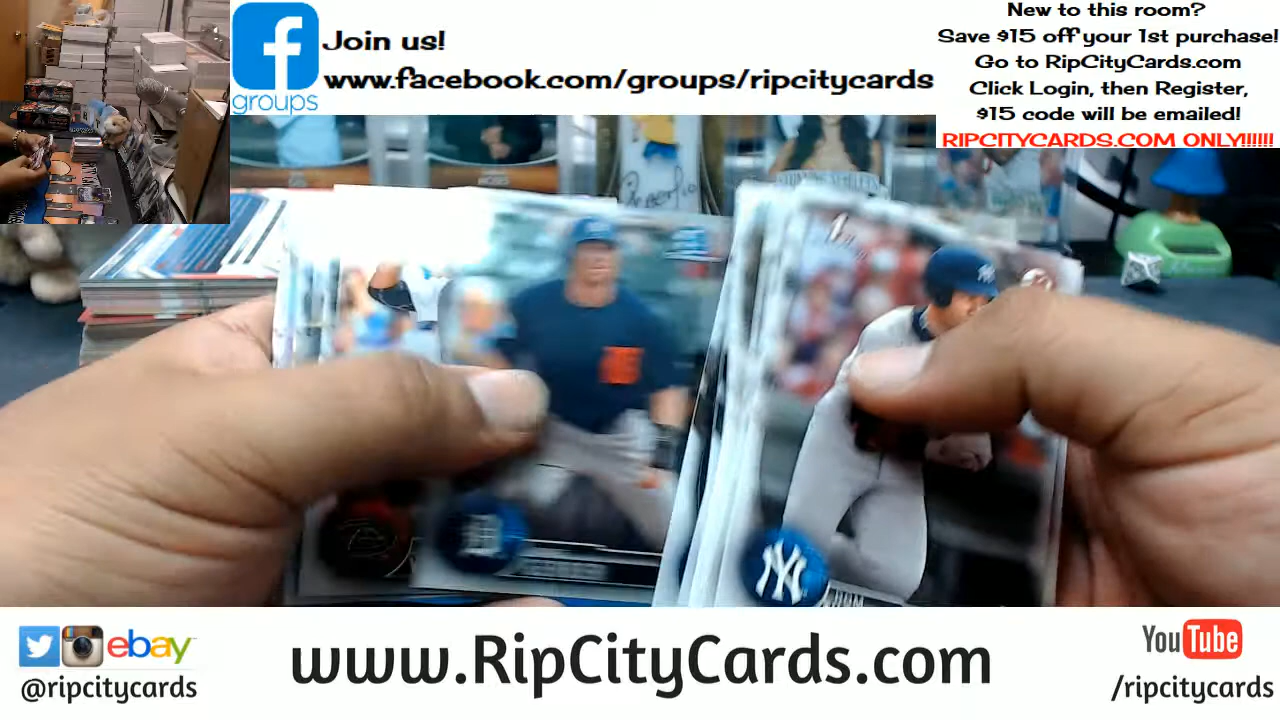 Join us!
www.facebook.com/groups/ripcitycards
groups
New to this room?
Save $15 off your 1st purchase!
Go to RipCityCards.com
Click Login, then Register,
$15 code will be emailed!
RIPCITYCARDS.COM ONLY!!!!!!
1st
NY
ebay
@ripcitycards
www.RipCityCards.com
YouTube
/ripcitycards